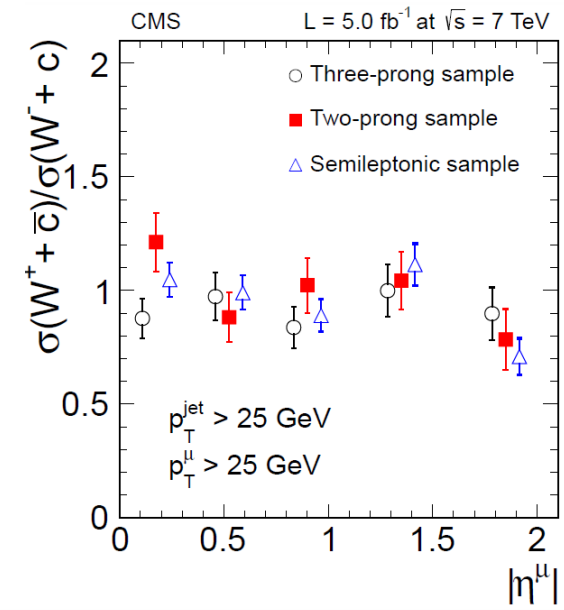 CMS L = 5.0 fb⁻¹ at √s = 7 TeV
σ(W⁺ + c̅)/σ(W⁻ + c)
2
1.5
1
0.5
0
Three-prong sample
Two-prong sample
Semileptonic sample
p_T^jet > 25 GeV
p_T^μ > 25 GeV
0 0.5 1 1.5 2
|η^μ|